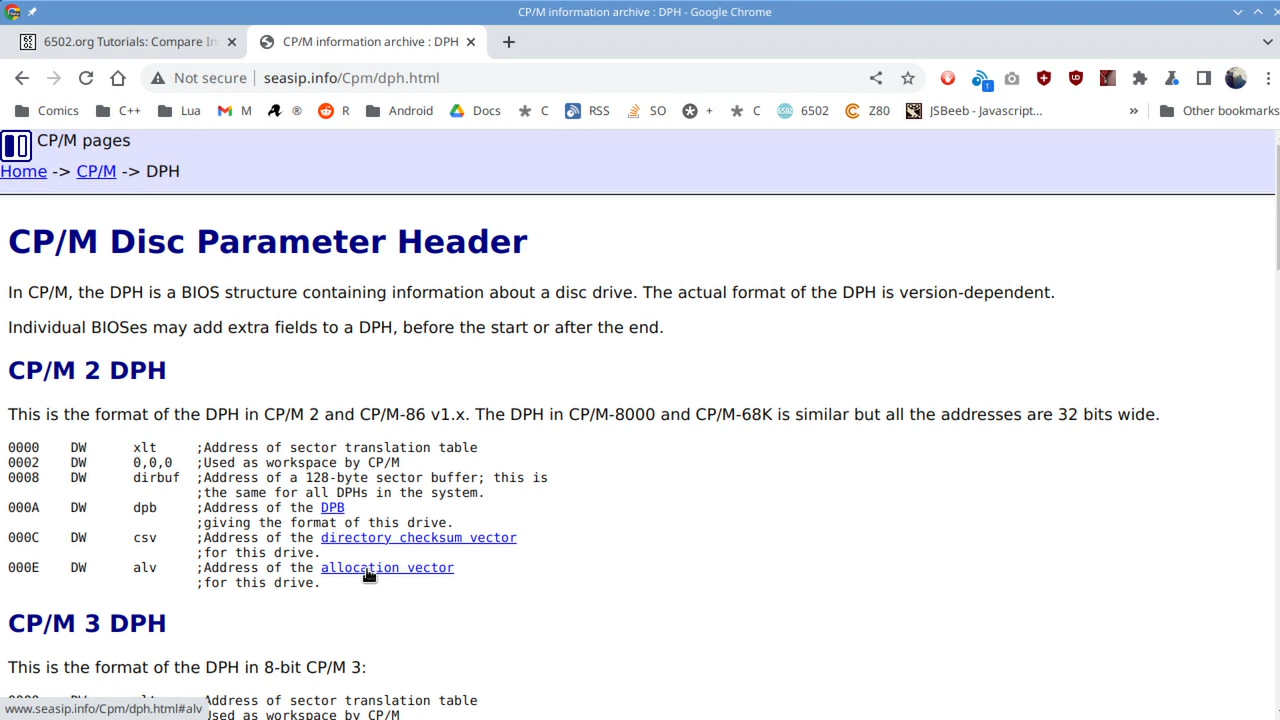 CP/M information archive : DPH - Google Chrome
6502.org Tutorials: Compare In
CP/M information archive : DPH
Not secure
seasip.info/Cpm/dph.html
1
Comics
C++
Lua
M
®
R
Android
Docs
C
RSS
SO
+
C
6502
Z80
JSBeeb - Javascript...
»
Other bookmarks
CP/M pages
Home -> CP/M -> DPH
CP/M Disc Parameter Header
In CP/M, the DPH is a BIOS structure containing information about a disc drive. The actual format of the DPH is version-dependent.
Individual BIOSes may add extra fields to a DPH, before the start or after the end.
CP/M 2 DPH
This is the format of the DPH in CP/M 2 and CP/M-86 v1.x. The DPH in CP/M-8000 and CP/M-68K is similar but all the addresses are 32 bits wide.
0000 DW xlt ;Address of sector translation table
0002 DW 0,0,0 ;Used as workspace by CP/M
0008 DW dirbuf ;Address of a 128-byte sector buffer; this is
;the same for all DPHs in the system.
000A DW dpb ;Address of the DPB
;giving the format of this drive.
000C DW csv ;Address of the directory checksum vector
;for this drive.
000E DW alv ;Address of the allocation vector
;for this drive.
CP/M 3 DPH
This is the format of the DPH in 8-bit CP/M 3:
Address of sector translation table
Used as workspace by CP/M
www.seasip.info/Cpm/dph.html#alv